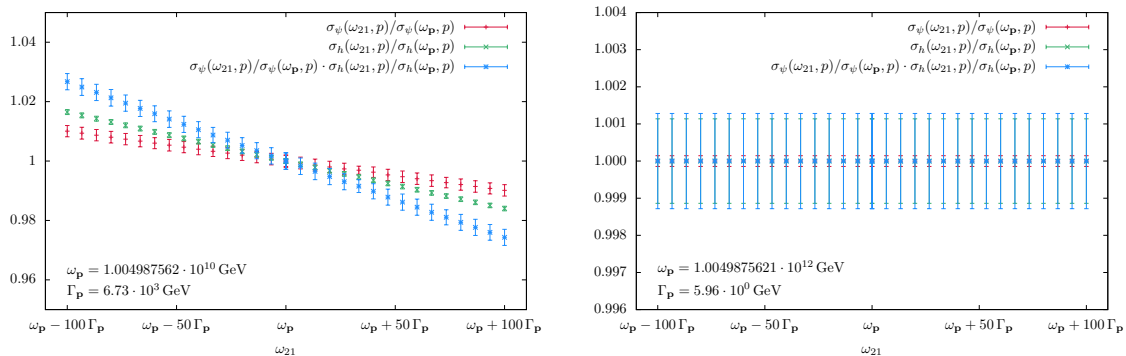 1.04
1.02
1
0.98
0.96
σψ(ω21, p)/σψ(ωp, p)
σh(ω21, p)/σh(ωp, p)
σψ(ω21, p)/σψ(ωp, p) · σh(ω21, p)/σh(ωp, p)
ωp = 1.004987562 · 10^10 GeV
Γp = 6.73 · 10^3 GeV
ωp − 100 Γp ωp − 50 Γp ωp ωp + 50 Γp ωp + 100 Γp
ω21
1.004
1.003
1.002
1.001
1.000
0.999
0.998
0.997
0.996
σψ(ω21, p)/σψ(ωp, p)
σh(ω21, p)/σh(ωp, p)
σψ(ω21, p)/σψ(ωp, p) · σh(ω21, p)/σh(ωp, p)
ωp = 1.0049875621 · 10^12 GeV
Γp = 5.96 · 10^0 GeV
ωp − 100 Γp ωp − 50 Γp ωp ωp + 50 Γp ωp + 100 Γp
ω21